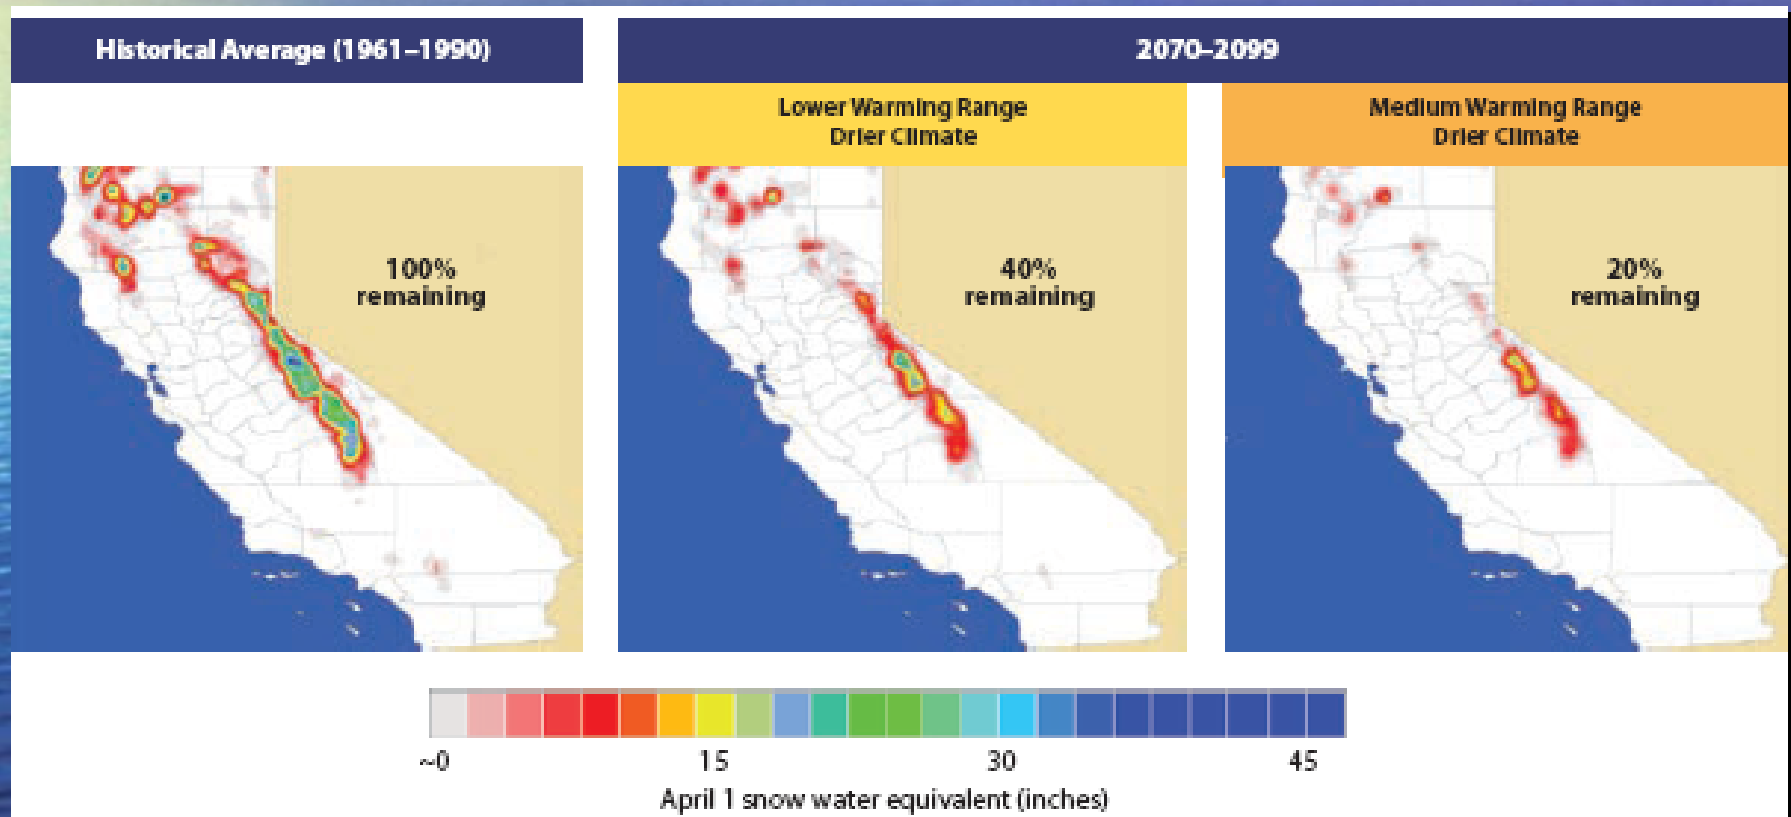 Historical Average (1961–1990)
2070–2099
Lower Warming Range
Drier Climate
Medium Warming Range
Drier Climate
100%
remaining
40%
remaining
20%
remaining
~0
15
30
45
April 1 snow water equivalent (inches)